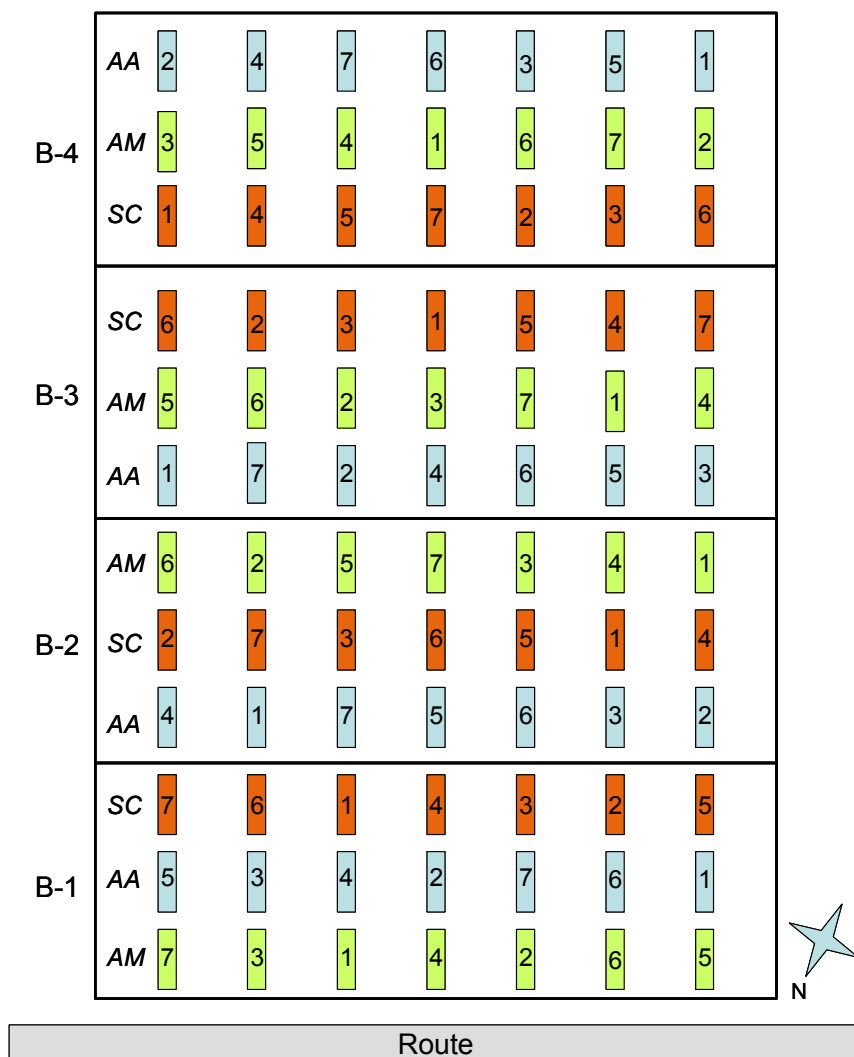 AA 2 4 7 6 3 5 1
B-4 AM 3 5 4 1 6 7 2
SC 1 4 5 7 2 3 6
SC 6 2 3 1 5 4 7
B-3 AM 5 6 2 3 7 1 4
AA 1 7 2 4 6 5 3
AM 6 2 5 7 3 4 1
B-2 SC 2 7 3 6 5 1 4
AA 4 1 7 5 6 3 2
SC 7 6 1 4 3 2 5
B-1 AA 5 3 4 2 7 6 1
AM 7 3 1 4 2 6 5
N
Route